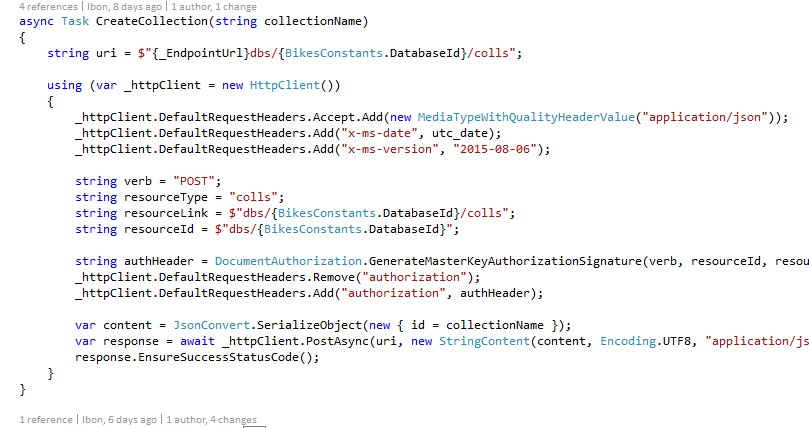 4 references | Ibon, 8 days ago | 1 author, 1 change
async Task CreateCollection(string collectionName)
{
    string uri = $"{_EndpointUrl}dbs/{BikesConstants.DatabaseId}/colls";

    using (var _httpClient = new HttpClient())
    {
        _httpClient.DefaultRequestHeaders.Accept.Add(new MediaTypeWithQualityHeaderValue("application/json"));
        _httpClient.DefaultRequestHeaders.Add("x-ms-date", utc_date);
        _httpClient.DefaultRequestHeaders.Add("x-ms-version", "2015-08-06");

        string verb = "POST";
        string resourceType = "colls";
        string resourceLink = $"dbs/{BikesConstants.DatabaseId}/colls";
        string resourceId = $"dbs/{BikesConstants.DatabaseId}";

        string authHeader = DocumentAuthorization.GenerateMasterKeyAuthorizationSignature(verb, resourceId, resou
        _httpClient.DefaultRequestHeaders.Remove("authorization");
        _httpClient.DefaultRequestHeaders.Add("authorization", authHeader);

        var content = JsonConvert.SerializeObject(new { id = collectionName });
        var response = await _httpClient.PostAsync(uri, new StringContent(content, Encoding.UTF8, "application/js
        response.EnsureSuccessStatusCode();
    }
}
1 reference | Ibon, 6 days ago | 1 author, 4 changes